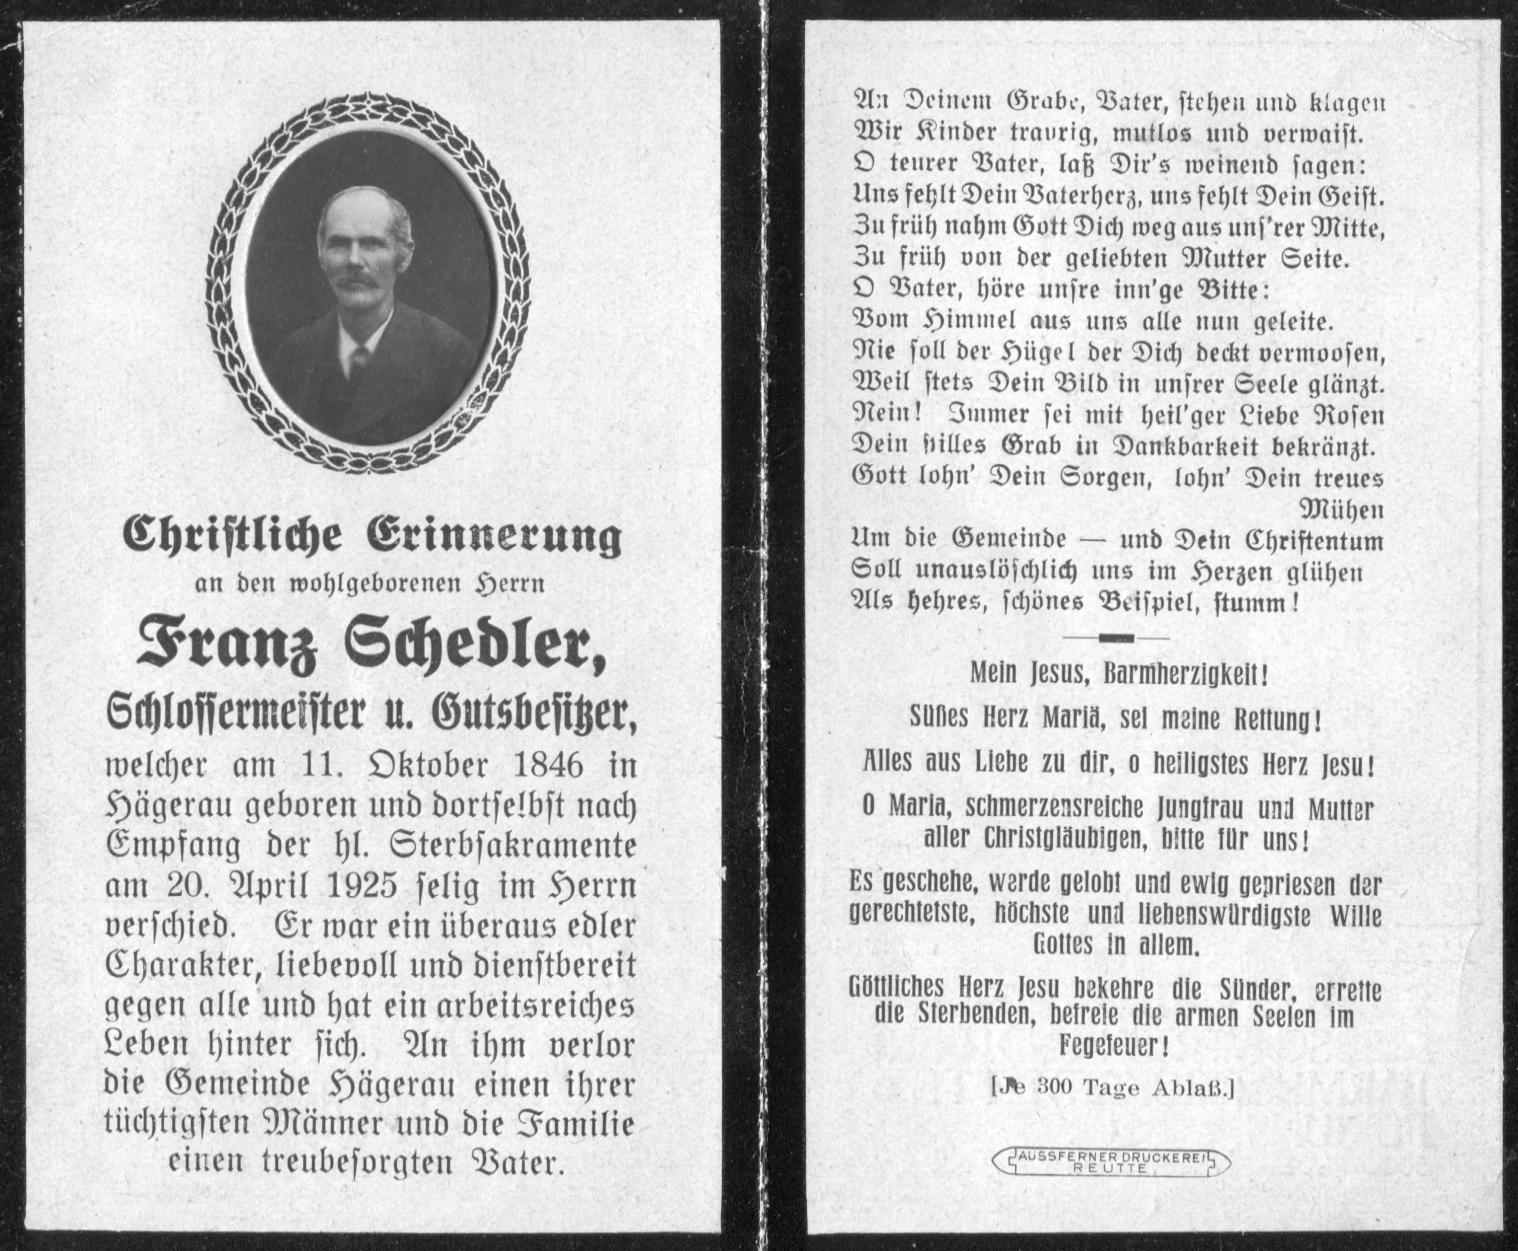 Christliche Erinnerung
an den wohlgeborenen Herrn
Franz Schedler,
Schlossermeister u. Gutsbesitzer,
welcher am 11. Oktober 1846 in
Hägerau geboren und dortselbst nach
Empfang der hl. Sterbsakramente
am 20. April 1925 selig im Herrn
verschied. Er war ein überaus edler
Charakter, liebevoll und dienstbereit
gegen alle und hat ein arbeitsreiches
Leben hinter sich. An ihm verlor
die Gemeinde Hägerau einen ihrer
tüchtigsten Männer und die Familie
einen treubesorgten Vater.
An Deinem Grabe, Vater, stehen und klagen
Wir Kinder traurig, mutlos und verwaist.
O teurer Vater, laß Dir's weinend sagen:
Uns fehlt Dein Vaterherz, uns fehlt Dein Geist.
Zu früh nahm Gott Dich weg aus uns'rer Mitte,
Zu früh von der geliebten Mutter Seite.
O Vater, höre unsre inn'ge Bitte:
Vom Himmel aus uns alle nun geleite.
Nie soll der Hügel der Dich deckt vermoosen,
Weil stets Dein Bild in unsrer Seele glänzt.
Nein! Immer sei mit heil'ger Liebe Rosen
Dein stilles Grab in Dankbarkeit bekränzt.
Gott lohn' Dein Sorgen, lohn' Dein treues
Mühen
Um die Gemeinde — und Dein Christentum
Soll unauslöschlich uns im Herzen glühen
Als hehres, schönes Beispiel, stumm!
Mein Jesus, Barmherzigkeit!
Süßes Herz Mariä, sei meine Rettung!
Alles aus Liebe zu dir, o heiligstes Herz Jesu!
O Maria, schmerzensreiche Jungfrau und Mutter
aller Christgläubigen, bitte für uns!
Es geschehe, werde gelobt und ewig gepriesen der
gerechtetste, höchste und liebenswürdigste Wille
Gottes in allem.
Göttliches Herz Jesu bekehre die Sünder, errette
die Sterbenden, befreie die armen Seelen im
Fegefeuer!
[Je 300 Tage Ablaß.]
AUSSFERNER DRUCKEREI
REUTTE